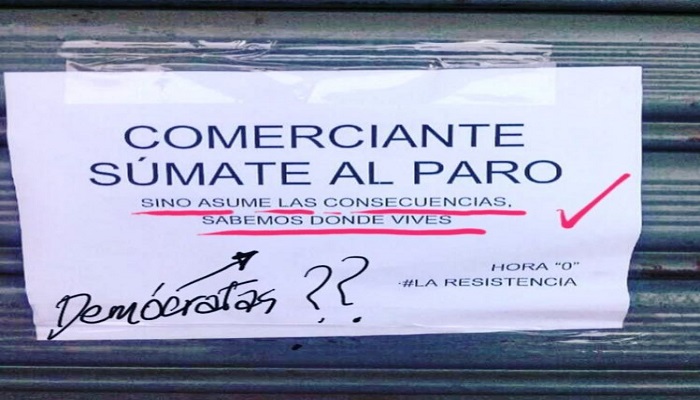 COMERCIANTE
SÚMATE AL PARO
SINO ASUME LAS CONSECUENCIAS,
SABEMOS DONDE VIVES
HORA "0"
#LA RESISTENCIA
Demócratas ??